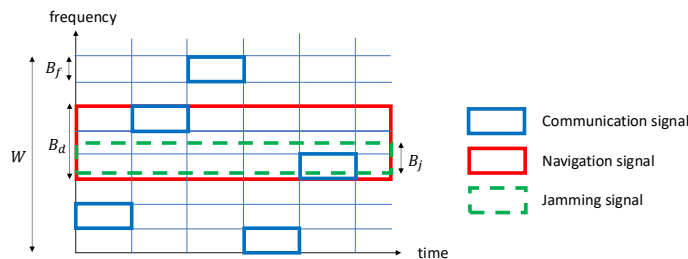 frequency
B_f
B_d
W
B_j
time
Communication signal
Navigation signal
Jamming signal